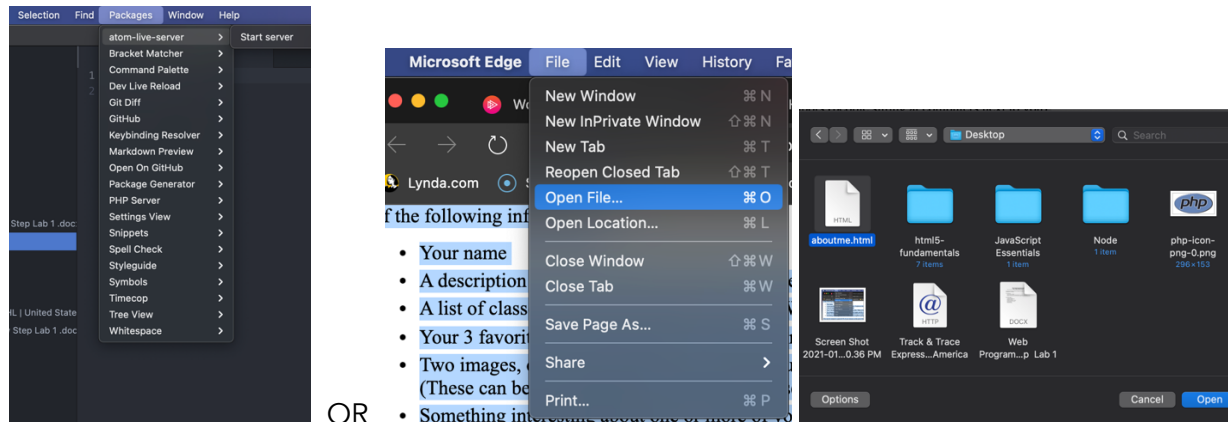 Selection Find Packages Window Help
atom-live-server
Start server
Bracket Matcher
Command Palette
Dev Live Reload
Git Diff
GitHub
Keybinding Resolver
Markdown Preview
Open On GitHub
Package Generator
PHP Server
Settings View
Snippets
Spell Check
Styleguide
Symbols
Timecop
Tree View
Whitespace
1
2
Step Lab 1 .doc
HL | United State
Step Lab 1 .doc
OR
Microsoft Edge File Edit View History Fa
New Window ⌘ N
New InPrivate Window ⇧ ⌘ N
New Tab ⌘ T
Reopen Closed Tab ⇧ ⌘ T
Open File... ⌘ O
Open Location... ⌘ L
Close Window ⇧ ⌘ W
Close Tab ⌘ W
Save Page As... ⌘ S
Share
Print... ⌘ P
Wo
Lynda.com
f the following inf
• Your name
• A description
• A list of class
• Your 3 favorit
• Two images,
(These can be
• Something interesting about one or more of yo
Desktop
Search
HTML
aboutme.html
html5-
fundamentals
7 items
JavaScript
Essentials
1 item
Node
1 item
php
php-icon-
png-0.png
296×153
Screen Shot
2021-01...0.36 PM
@
HTTP
Track & Trace
Express...America
DOCX
Web
Program...p Lab 1
Options
Cancel
Open